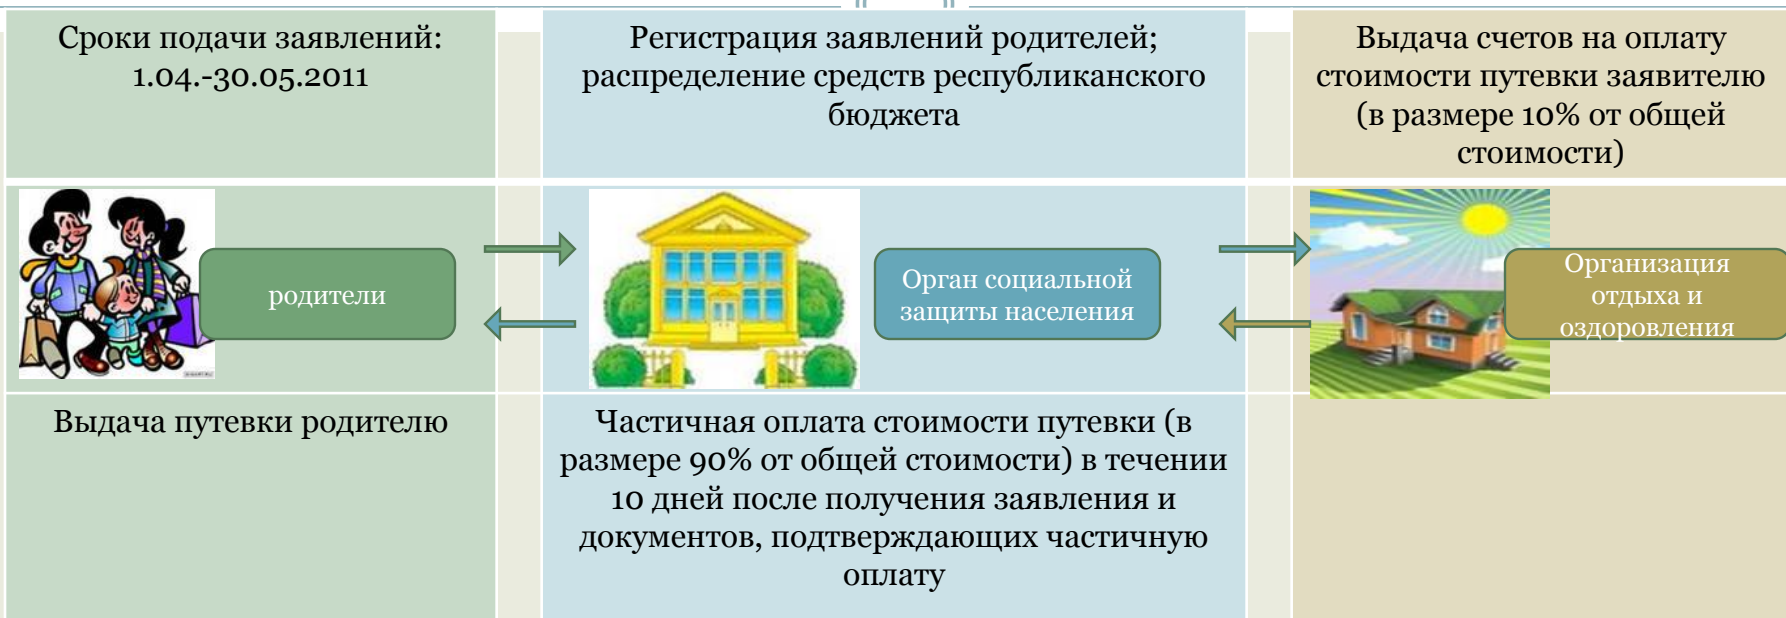 Сроки подачи заявлений:
1.04.-30.05.2011
Регистрация заявлений родителей;
распределение средств республиканского
бюджета
Выдача счетов на оплату
стоимости путевки заявителю
(в размере 10% от общей
стоимости)
родители
Орган социальной
защиты населения
Организация
отдыха и
оздоровления
Выдача путевки родителю
Частичная оплата стоимости путевки (в
размере 90% от общей стоимости) в течении
10 дней после получения заявления и
документов, подтверждающих частичную
оплату